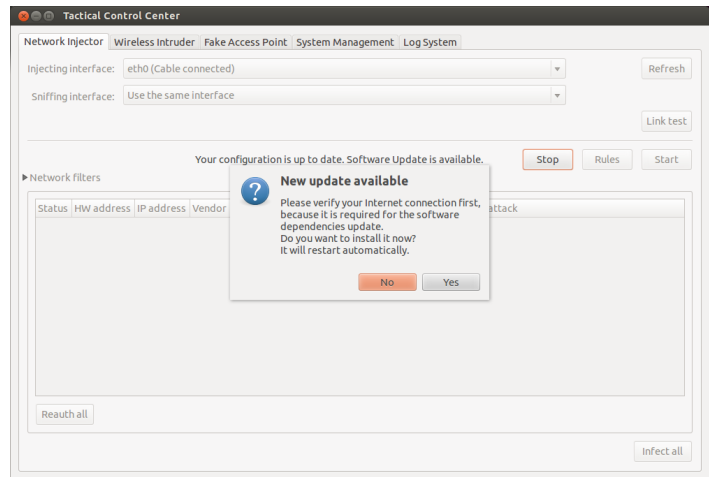 Tactical Control Center
Network Injector Wireless Intruder Fake Access Point System Management Log System
Injecting interface: eth0 (Cable connected) Refresh
Sniffing interface: Use the same interface
Link test
Your configuration is up to date. Software Update is available. Stop Rules Start
Network filters
New update available
Please verify your Internet connection first,
because it is required for the software
dependencies update.
Do you want to install it now?
It will restart automatically.
No Yes
Status HW address IP address Vendor attack
Reauth all
Infect all